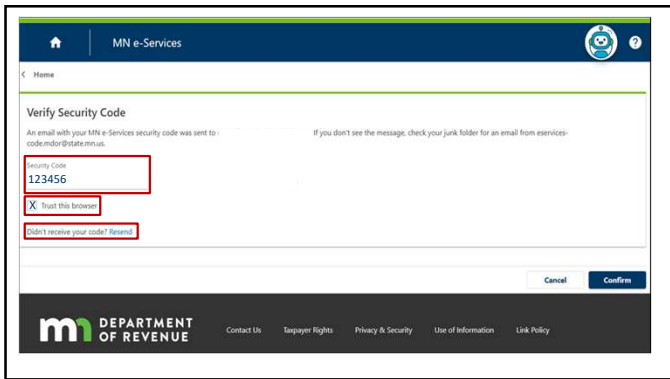 MN e-Services
< Home
Verify Security Code
An email with your MN e-Services security code was sent to If you don't see the message, check your junk folder for an email from eservices-
code.mdor@state.mn.us.
Security Code
123456
X Trust this browser
Didn't receive your code? Resend
Cancel Confirm
DEPARTMENT
OF REVENUE
Contact Us Taxpayer Rights Privacy & Security Use of Information Link Policy